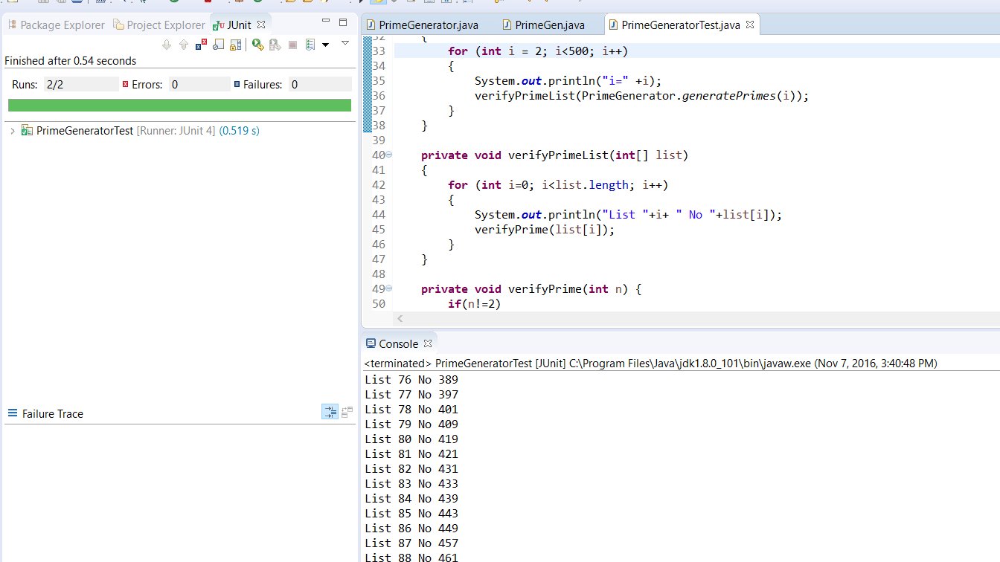 Package Explorer Project Explorer JUnit
Finished after 0.54 seconds
Runs: 2/2 Errors: 0 Failures: 0
PrimeGeneratorTest [Runner: JUnit 4] (0.519 s)
Failure Trace
PrimeGenerator.java PrimeGen.java PrimeGeneratorTest.java
32 {
33 for (int i = 2; i<500; i++)
34 {
35 System.out.println("i=" +i);
36 verifyPrimeList(PrimeGenerator.generatePrimes(i));
37 }
38 }
39
40 private void verifyPrimeList(int[] list)
41 {
42 for (int i=0; i<list.length; i++)
43 {
44 System.out.println("List "+i+ " No "+list[i]);
45 verifyPrime(list[i]);
46 }
47 }
48
49 private void verifyPrime(int n) {
50 if(n!=2)
Console
<terminated> PrimeGeneratorTest [JUnit] C:\Program Files\Java\jdk1.8.0_101\bin\javaw.exe (Nov 7, 2016, 3:40:48 PM)
List 76 No 389
List 77 No 397
List 78 No 401
List 79 No 409
List 80 No 419
List 81 No 421
List 82 No 431
List 83 No 433
List 84 No 439
List 85 No 443
List 86 No 449
List 87 No 457
List 88 No 461